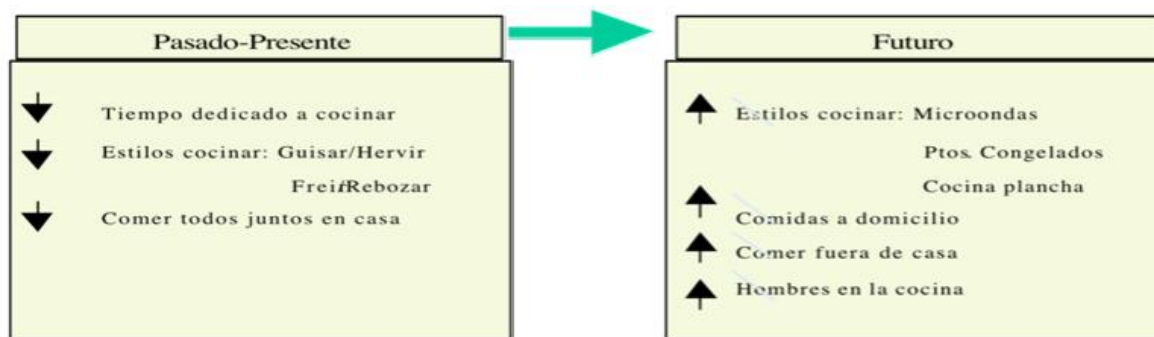 Pasado-Presente
Tiempo dedicado a cocinar
Estilos cocinar: Guisar/Hervir
Freir/Rebozar
Comer todos juntos en casa
Futuro
Estilos cocinar: Microondas
Ptos. Congelados
Cocina plancha
Comidas a domicilio
Comer fuera de casa
Hombres en la cocina